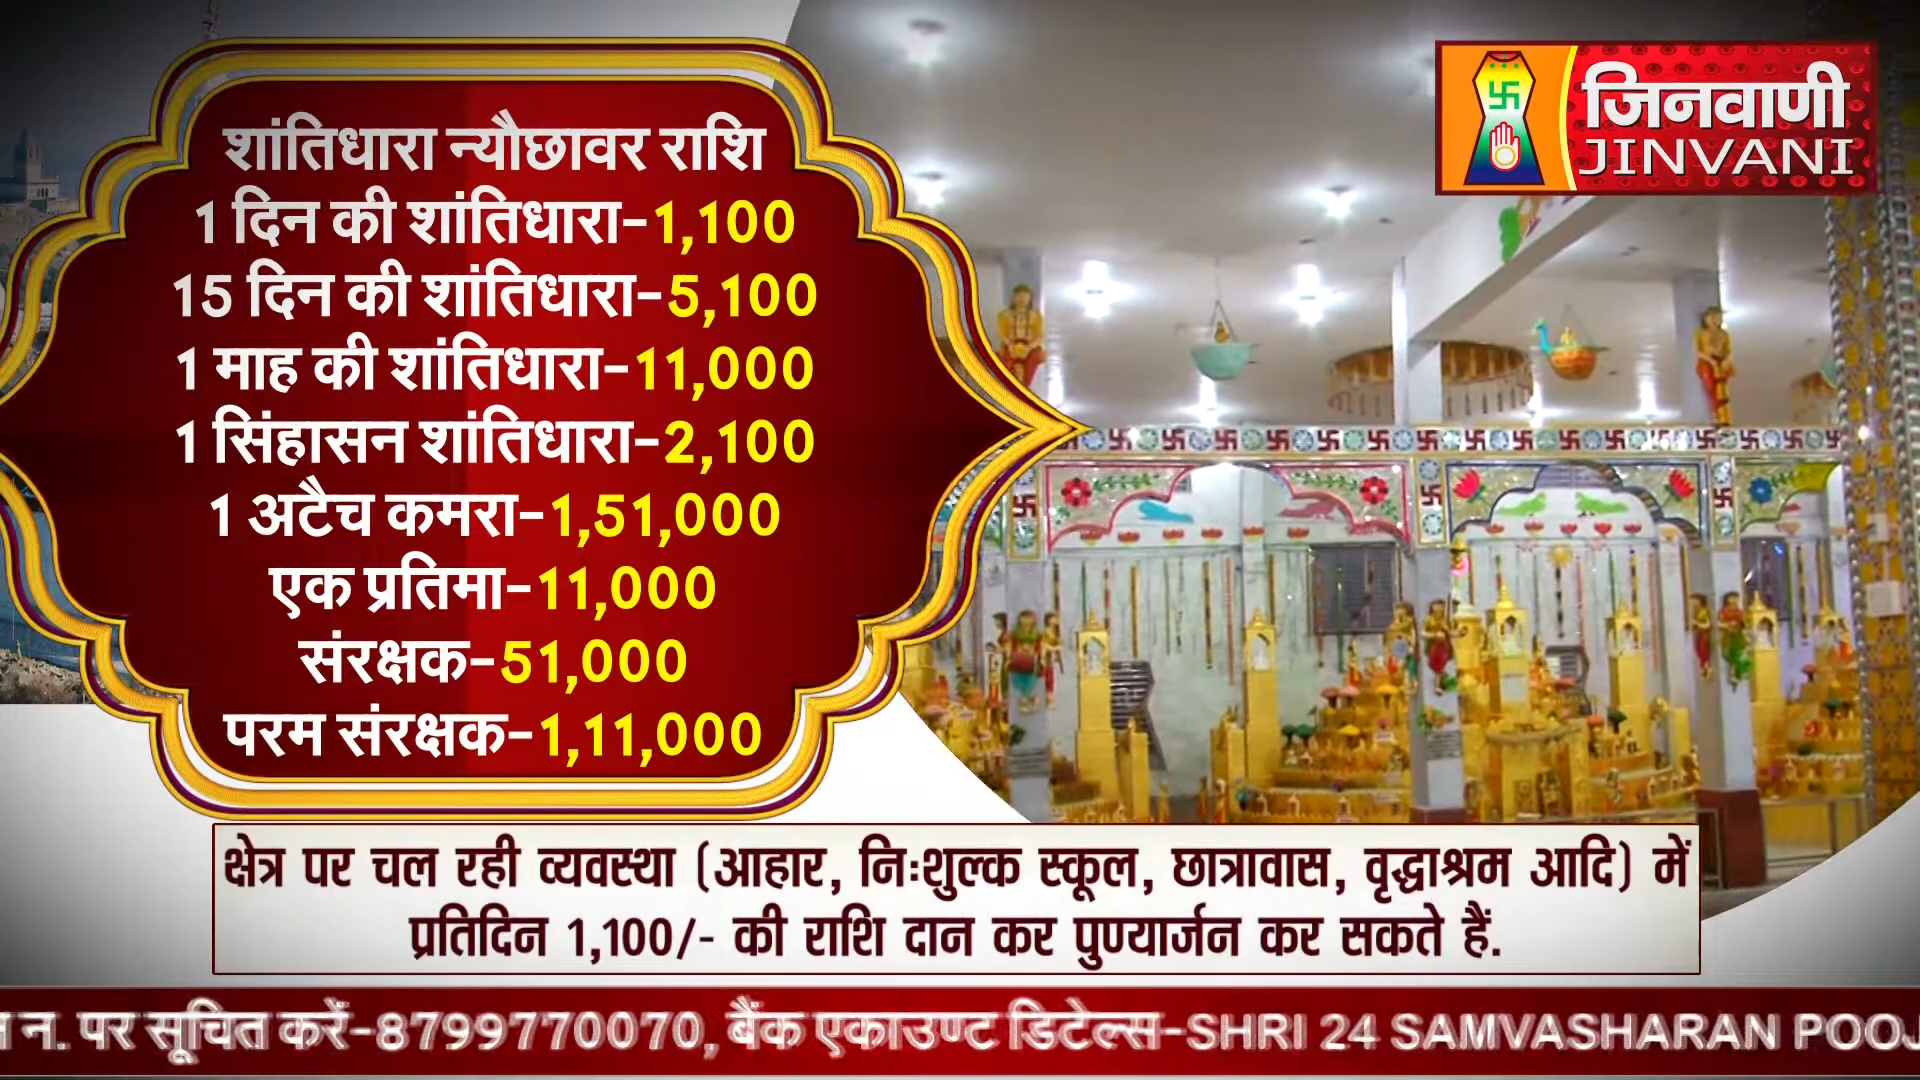 शांतिधारा न्यौछावर राशि
1 दिन की शांतिधारा-1,100
15 दिन की शांतिधारा-5,100
1 माह की शांतिधारा-11,000
1 सिंहासन शांतिधारा-2,100
1 अटैच कमरा-1,51,000
एक प्रतिमा-11,000
संरक्षक-51,000
परम संरक्षक-1,11,000
जिनवाणी
JINVANI
क्षेत्र पर चल रही व्यवस्था (आहार, निःशुल्क स्कूल, छात्रावास, वृद्धाश्रम आदि) में
प्रतिदिन 1,100/- की राशि दान कर पुण्यार्जन कर सकते हैं.
न. पर सूचित करें-8799770070, बैंक एकाउण्ट डिटेल्स-SHRI 24 SAMVASHARAN